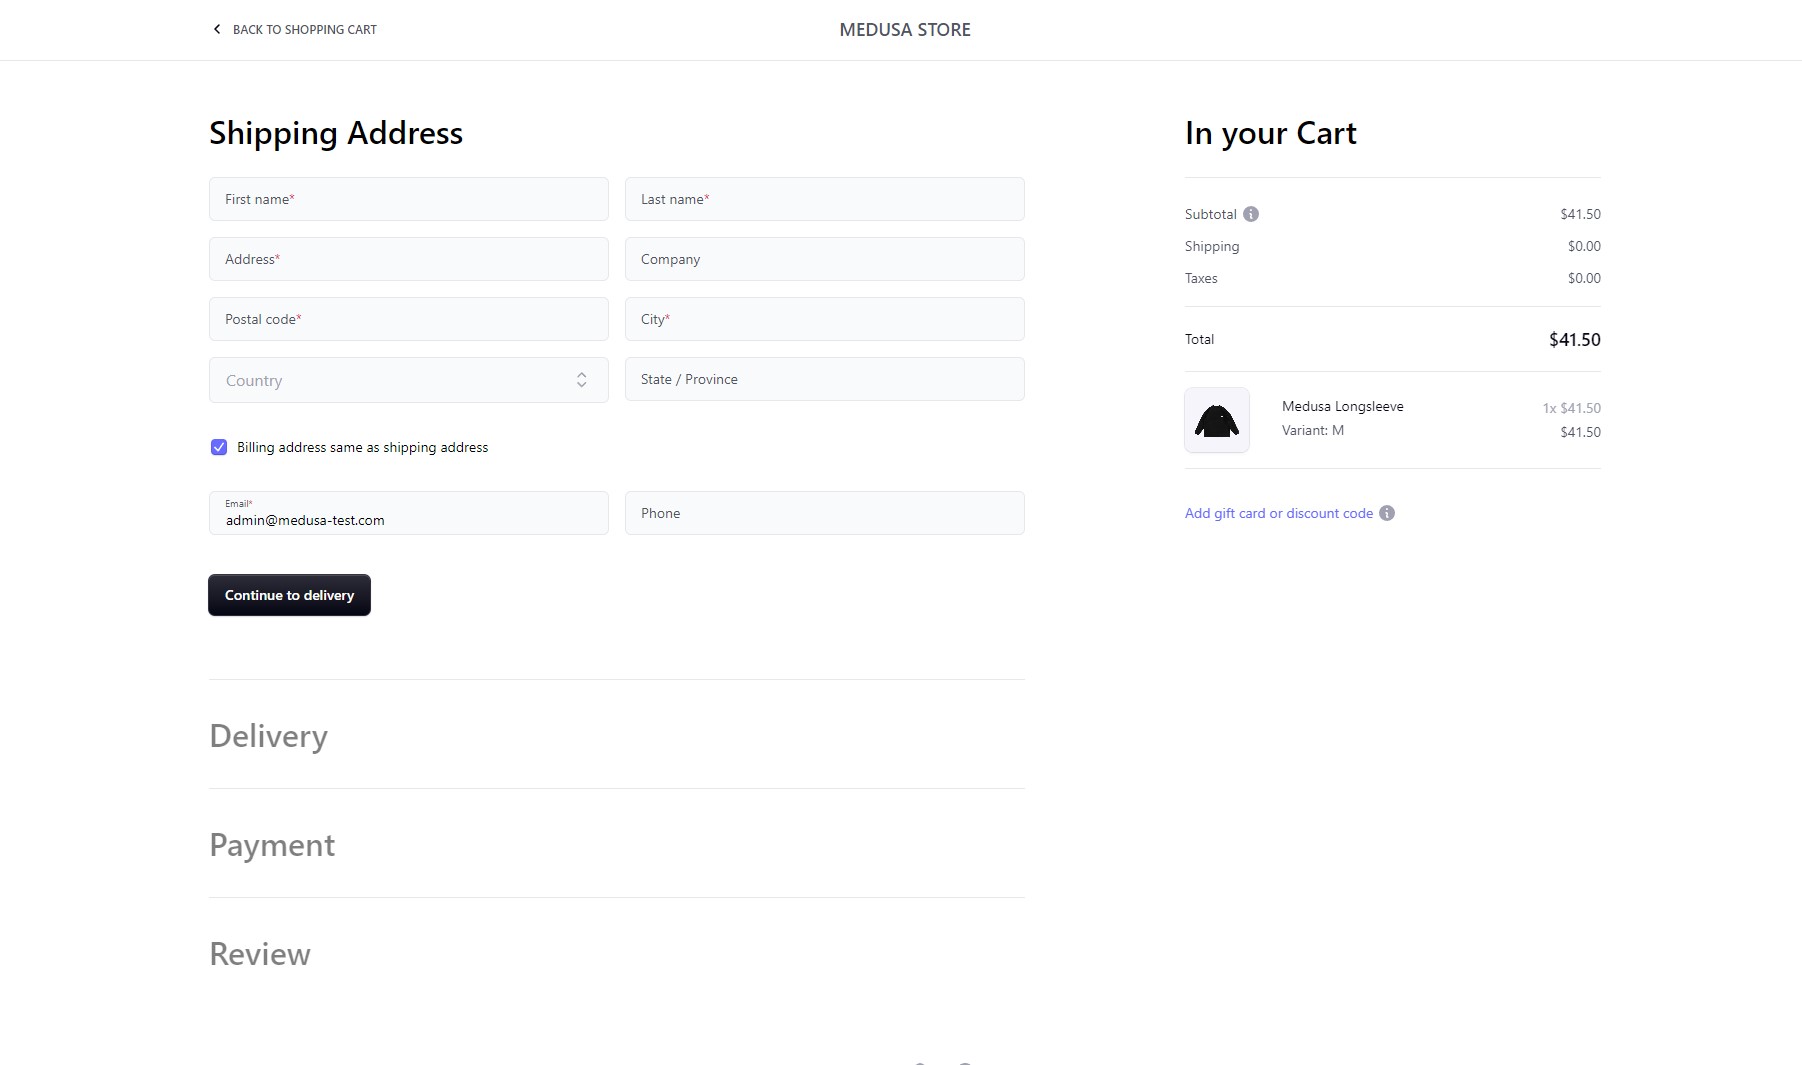 BACK TO SHOPPING CART
MEDUSA STORE
Shipping Address
First name*
Last name*
Address*
Company
Postal code*
City*
Country
State / Province
Billing address same as shipping address
Email*
admin@medusa-test.com
Phone
Continue to delivery
Delivery
Payment
Review
In your Cart
Subtotal $41.50
Shipping $0.00
Taxes $0.00
Total $41.50
Medusa Longsleeve 1x $41.50
Variant: M $41.50
Add gift card or discount code